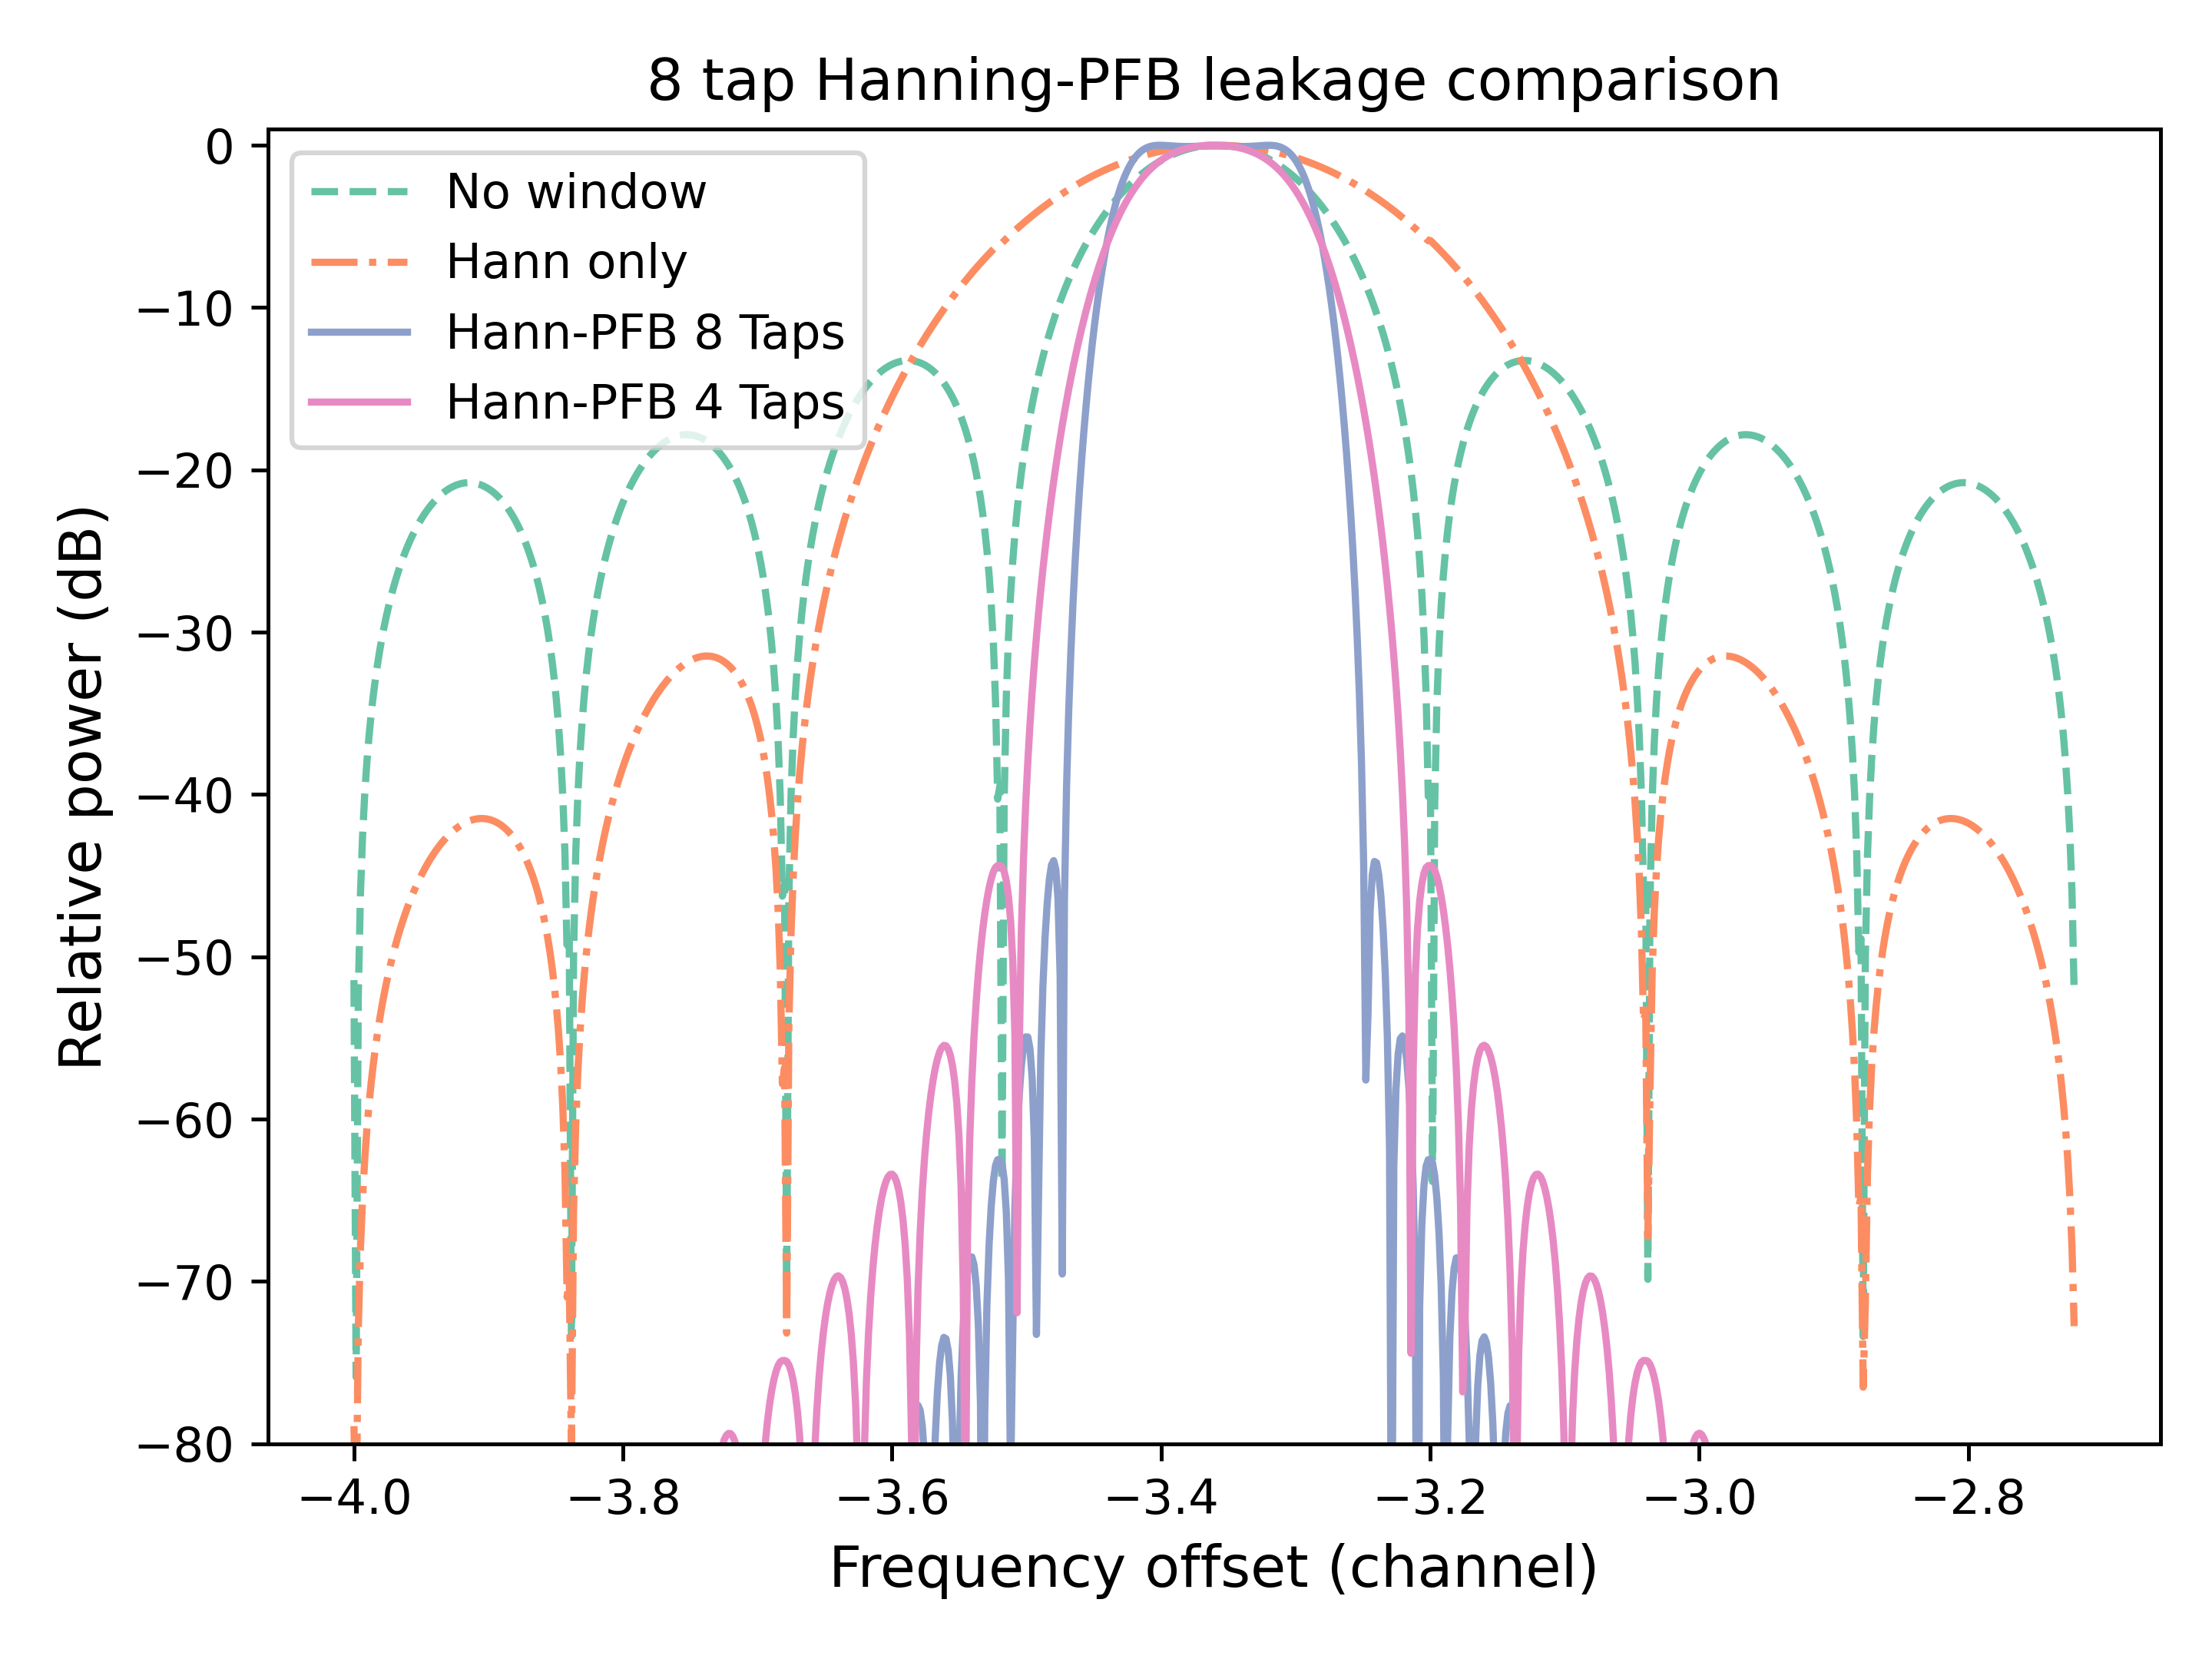 8 tap Hanning-PFB leakage comparison
0
−10
−20
−30
−40
−50
−60
−70
−80
Relative power (dB)
No window
Hann only
Hann-PFB 8 Taps
Hann-PFB 4 Taps
−4.0 −3.8 −3.6 −3.4 −3.2 −3.0 −2.8
Frequency offset (channel)